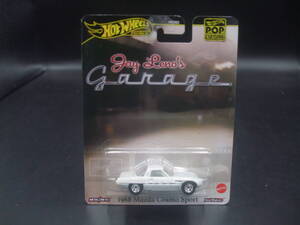 Hot Wheels
POP CULTURE
Jay Leno's
Garage
1968 Mazda Cosmo Sport